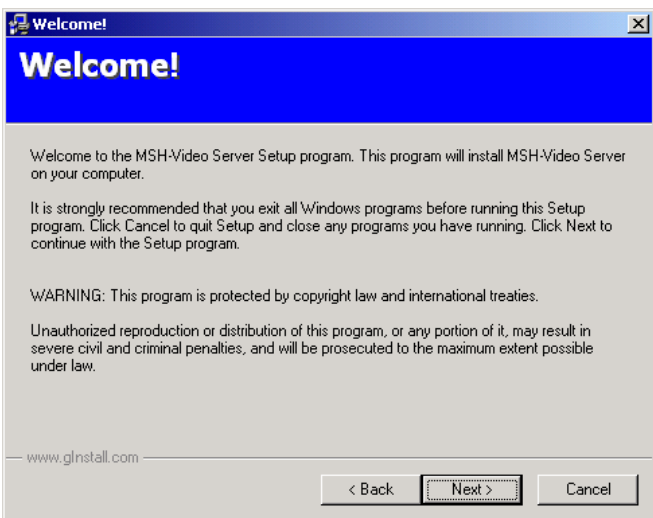 Welcome!
Welcome!
Welcome to the MSH-Video Server Setup program. This program will install MSH-Video Server
on your computer.
It is strongly recommended that you exit all Windows programs before running this Setup
program. Click Cancel to quit Setup and close any programs you have running. Click Next to
continue with the Setup program.
WARNING: This program is protected by copyright law and international treaties.
Unauthorized reproduction or distribution of this program, or any portion of it, may result in
severe civil and criminal penalties, and will be prosecuted to the maximum extent possible
under law.
www.gInstall.com
< Back Next > Cancel